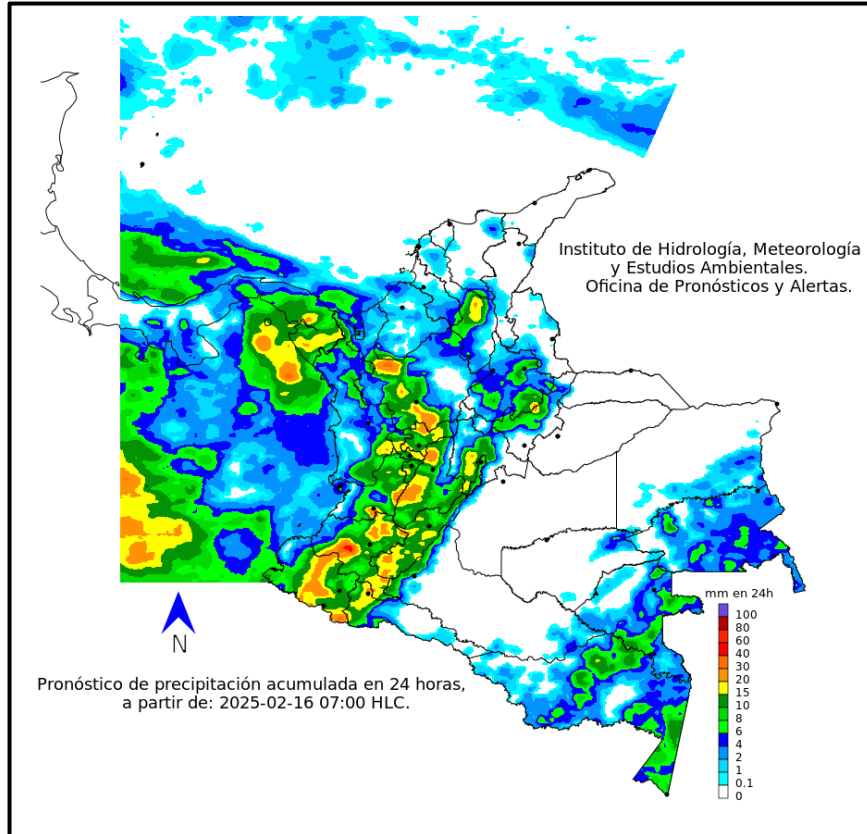 Instituto de Hidrología, Meteorología
y Estudios Ambientales.
Oficina de Pronósticos y Alertas.
N
Pronóstico de precipitación acumulada en 24 horas,
a partir de: 2025-02-16 07:00 HLC.
mm en 24h
100
80
60
40
30
20
15
10
8
6
4
2
1
0.1
0